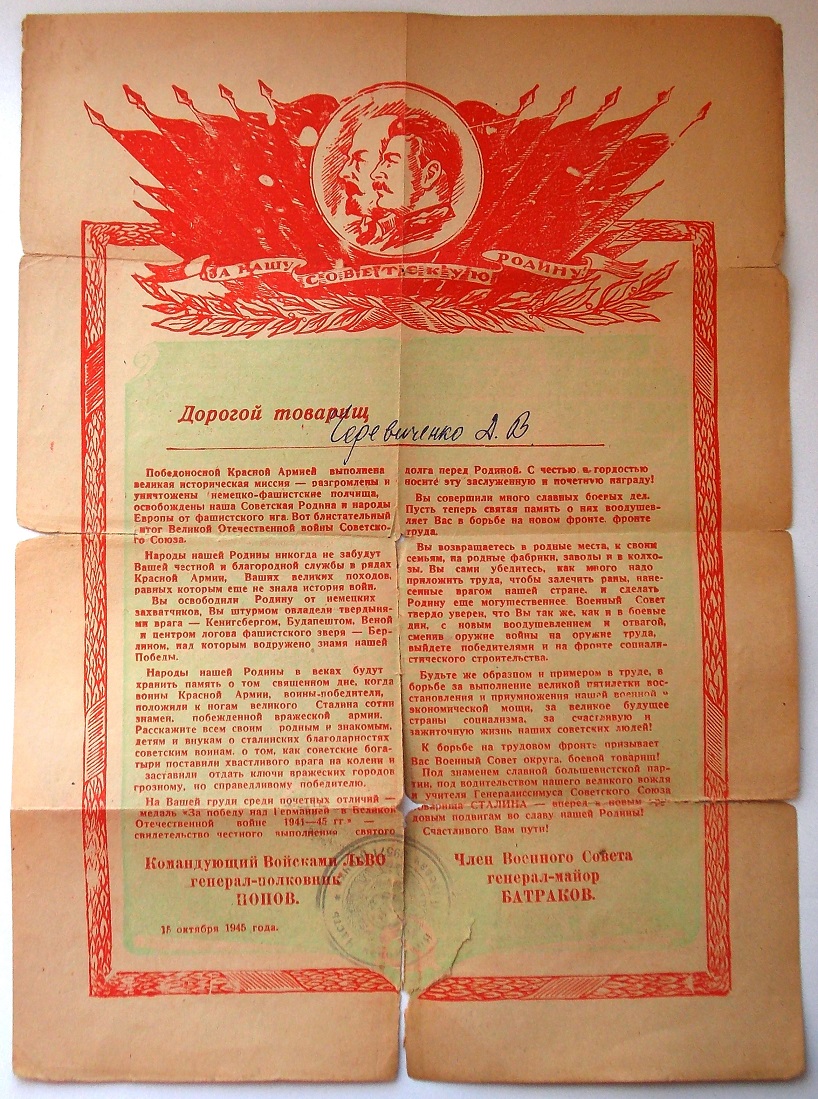 ЗА НАШУ СОВЕТСКУЮ РОДИНУ!
Дорогой товарищ
Черевиченко Д. В.
Победоносной Красной Армией выполнена
великая историческая миссия — разгромлены и
уничтожены немецко-фашистские полчища,
освобождены наша Советская Родина и народы
Европы от фашистского ига. Вот блистательный
итог Великой Отечественной войны Советско-
го Союза.
Народы нашей Родины никогда не забудут
Вашей честной и благородной службы в рядах
Красной Армии, Ваших великих походов,
равных которым еще не знала история войн.
Вы освободили Родину от немецких
захватчиков, Вы штурмом овладели твердыня-
ми врага — Кенигсбергом, Будапештом, Веной
и центром логова фашистского зверя — Бер-
лином, над которым водружено знамя нашей
Победы.
Народы нашей Родины в веках будут
хранить память о том священном дне, когда
воины Красной Армии, воины-победители,
положили к ногам великого Сталина сотни
знамен, побежденной вражеской армии.
Расскажите всем своим родным и знакомым,
детям и внукам о сталинских благодарностях
советским воинам, о том, как советские бога-
тыри поставили хвастливого врага на колени и
заставили отдать ключи вражеских городов
грозному, но справедливому победителю.
На Вашей груди среди почетных отличий —
медаль «За победу над Германией в Великой
Отечественной войне 1941—45 гг.» —
свидетельство честного выполнения святого
долга перед Родиной. С честью и гордостью
носите эту заслуженную и почетную награду!
Вы совершили много славных боевых дел.
Пусть теперь святая память о них воодушев-
ляет Вас в борьбе на новом фронте, фронте
труда.
Вы возвращаетесь в родные места, к своим
семьям, на родные фабрики, заводы и в колхо-
зы. Вы сами убедитесь, как много надо
приложить труда, чтобы залечить раны, нане-
сенные врагом нашей стране, и сделать
Родину еще могущественнее. Военный Совет
твердо уверен, что Вы так же, как и в боевые
дни, с новым воодушевлением и отвагой,
сменив оружие войны на оружие труда,
выйдете победителями и на фронте социали-
стического строительства.
Будьте же образом и примером в труде, в
борьбе за выполнение великой пятилетки вос-
становления и приумножения нашей военной и
экономической мощи, за великое будущее
страны социализма, за счастливую и
зажиточную жизнь наших советских людей!
К борьбе на трудовом фронте призывает
Вас Военный Совет округа, боевой товарищ!
Под знаменем славной большевистской пар-
тии, под водительством нашего великого вождя
и учителя Генералиссимуса Советского Союза
товарища СТАЛИНА — вперед к новым тру-
довым подвигам во славу нашей Родины!
Счастливого Вам пути!
Командующий Войсками ЛьВО
генерал-полковник
ПОПОВ.
Член Военного Совета
генерал-майор
БАТРАКОВ.
15 октября 1945 года.